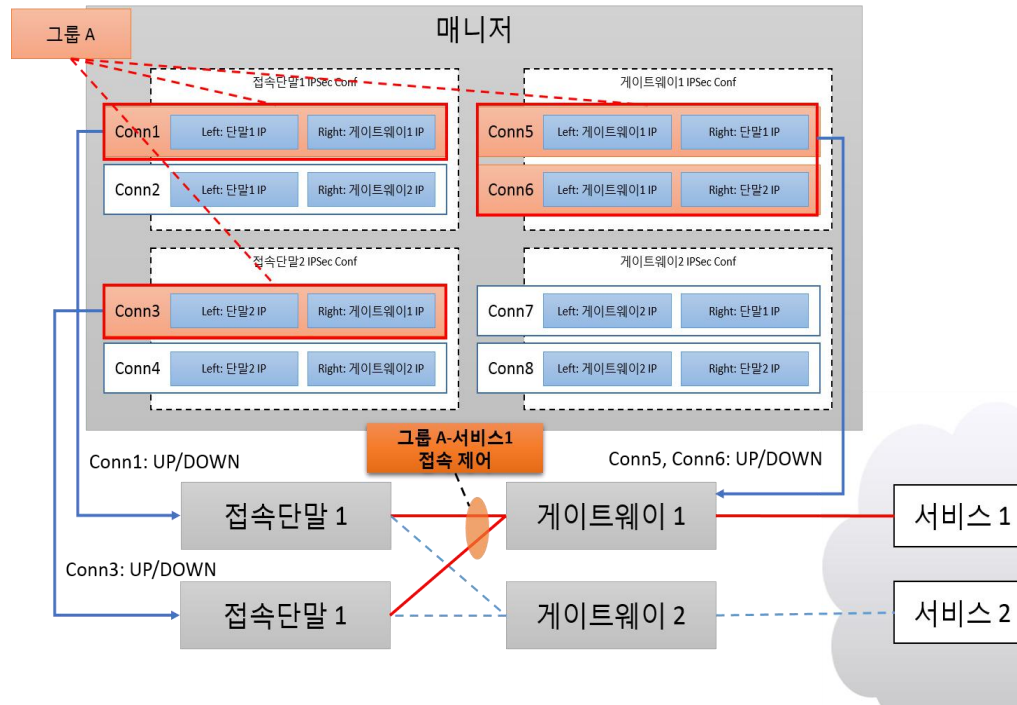 매니저
그룹 A
접속단말1 IPSec Conf
Conn1
Left: 단말1 IP
Right: 게이트웨이1 IP
Conn2
Left: 단말1 IP
Right: 게이트웨이2 IP
게이트웨이1 IPSec Conf
Conn5
Left: 게이트웨이1 IP
Right: 단말1 IP
Conn6
Left: 게이트웨이1 IP
Right: 단말2 IP
접속단말2 IPSec Conf
Conn3
Left: 단말2 IP
Right: 게이트웨이1 IP
Conn4
Left: 단말2 IP
Right: 게이트웨이2 IP
게이트웨이2 IPSec Conf
Conn7
Left: 게이트웨이2 IP
Right: 단말1 IP
Conn8
Left: 게이트웨이2 IP
Right: 단말2 IP
그룹 A-서비스1
접속 제어
Conn1: UP/DOWN
Conn5, Conn6: UP/DOWN
접속단말 1
게이트웨이 1
서비스 1
Conn3: UP/DOWN
접속단말 1
게이트웨이 2
서비스 2